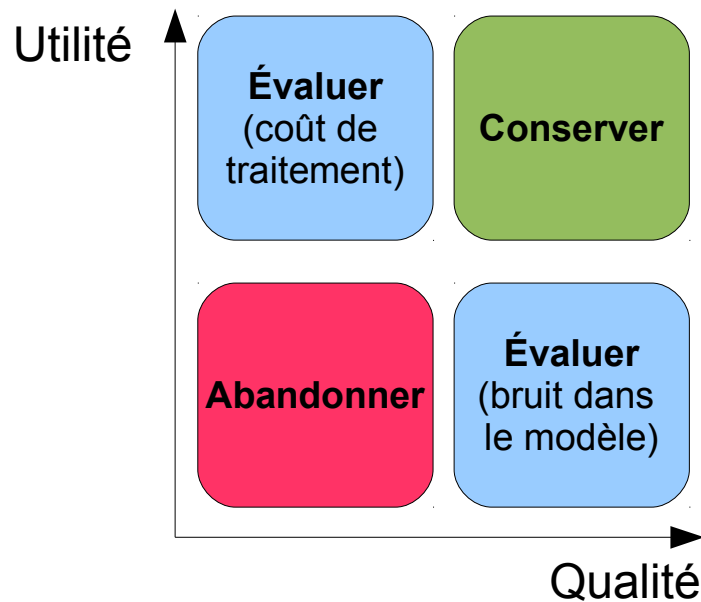 Utilité
Évaluer
(coût de
traitement)
Conserver
Abandonner
Évaluer
(bruit dans
le modèle)
Qualité